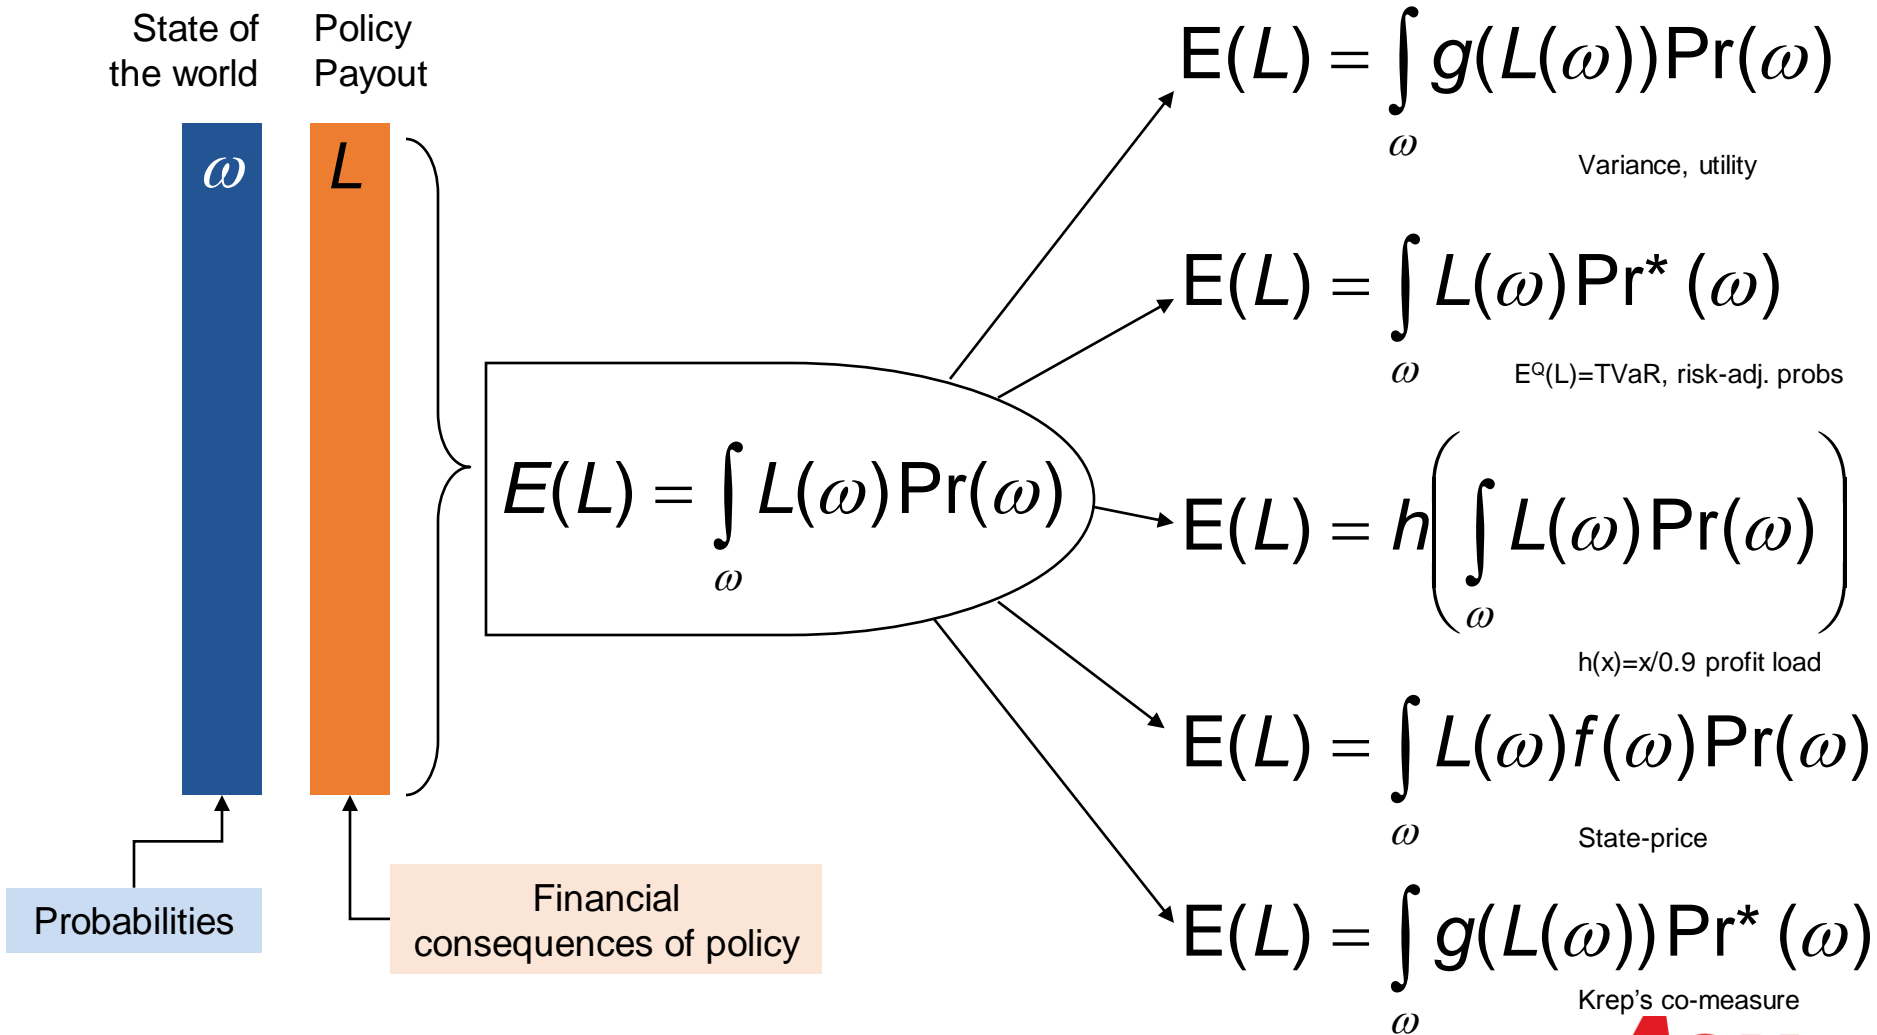 State of
the world
Policy
Payout
ω
L
Probabilities
Financial
consequences of policy
E(L) = ∫ L(ω) Pr(ω)
ω
E(L) = ∫ g(L(ω)) Pr(ω)
ω
Variance, utility
E(L) = ∫ L(ω) Pr* (ω)
ω
E^Q(L)=TVaR, risk-adj. probs
E(L) = h( ∫ L(ω) Pr(ω) )
ω
h(x)=x/0.9 profit load
E(L) = ∫ L(ω) f(ω) Pr(ω)
ω
State-price
E(L) = ∫ g(L(ω)) Pr* (ω)
ω
Krep's co-measure